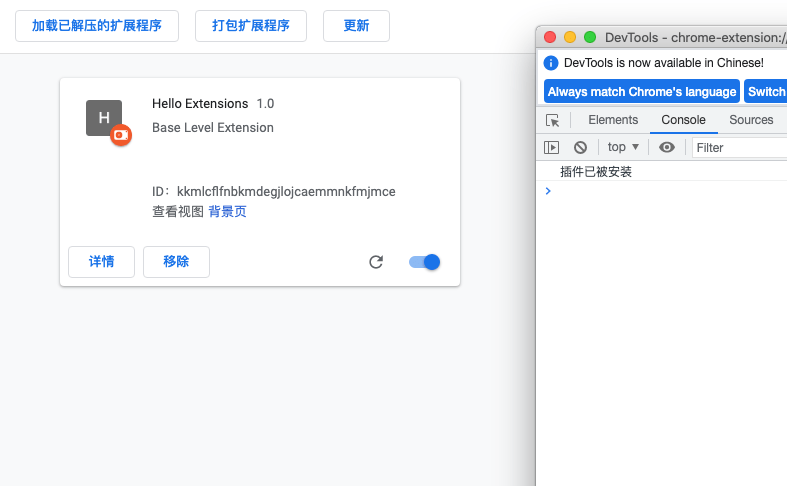 加载已解压的扩展程序 打包扩展程序 更新
H
Hello Extensions 1.0
Base Level Extension
ID：kkmlcflfnbkmdegjlojcaemmnkfmjmce
查看视图 背景页
详情 移除
DevTools - chrome-extension:/
DevTools is now available in Chinese!
Always match Chrome's language Switch
Elements Console Sources
top Filter
插件已被安装